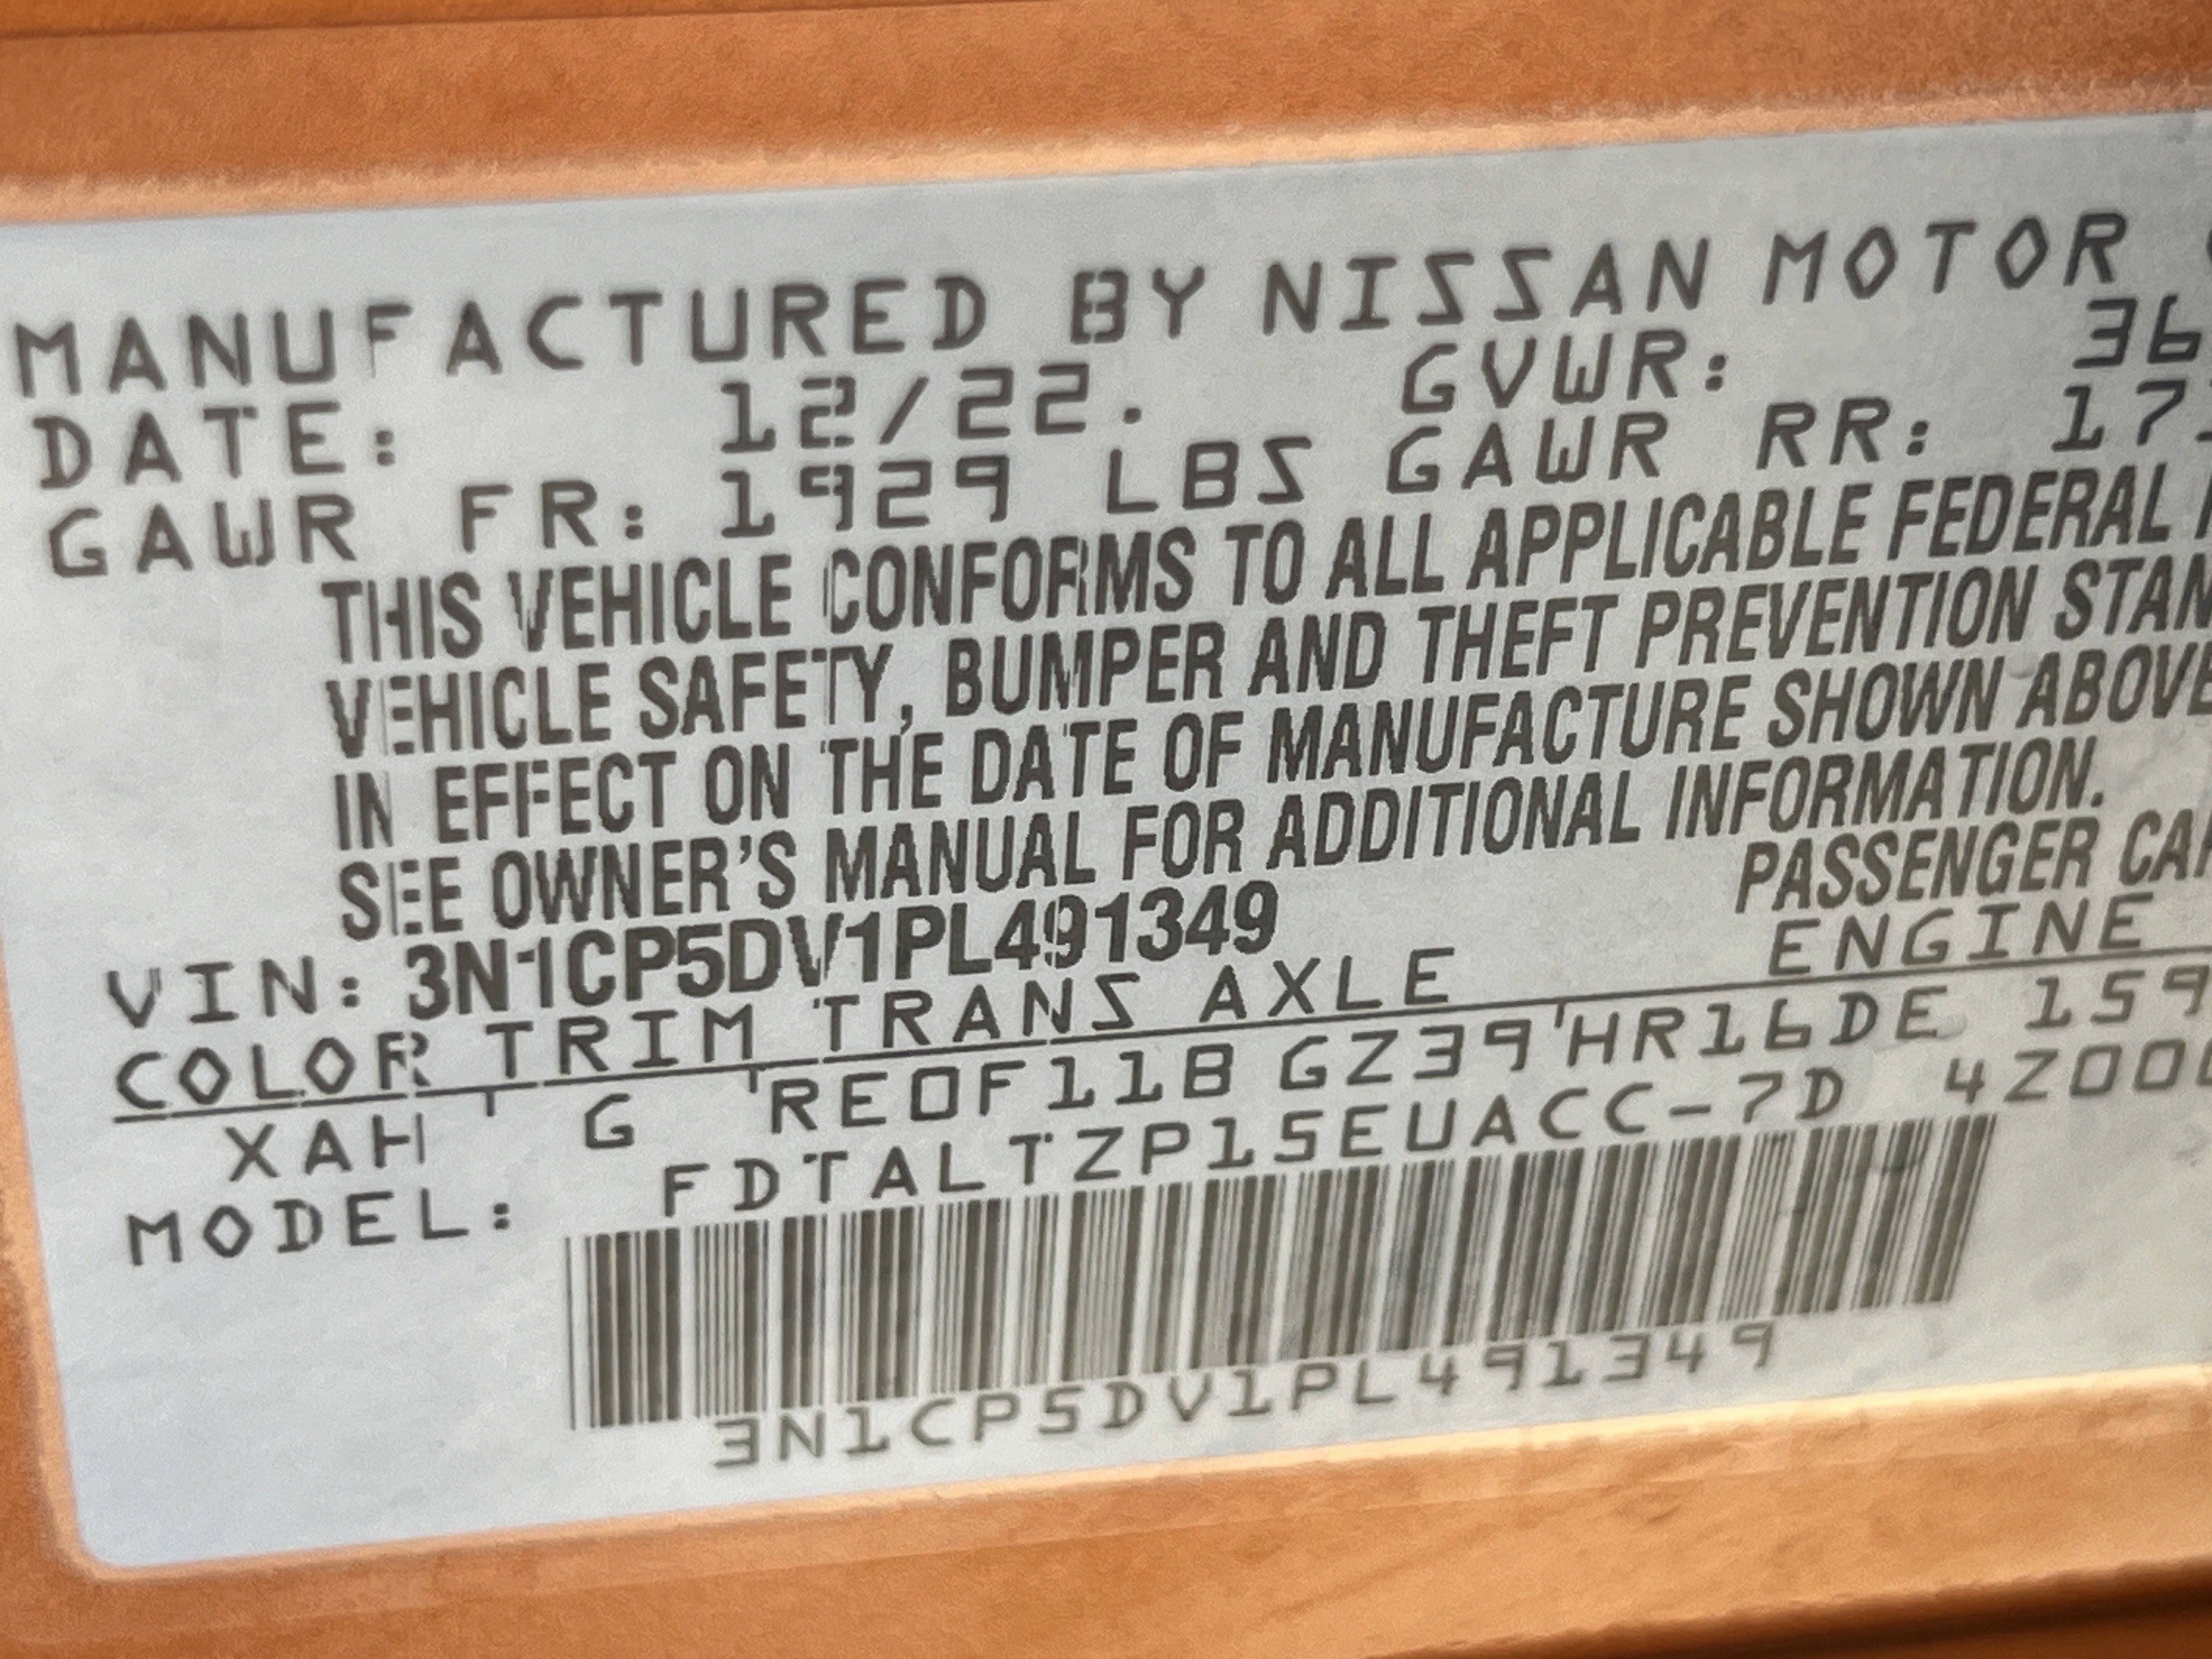 MANUFACTURED BY NISSAN MOTOR
DATE: 12/22. GVWR: 36
GAWR FR: 1929 LBS GAWR RR: 17
THIS VEHICLE CONFORMS TO ALL APPLICABLE FEDERAL
VEHICLE SAFETY, BUMPER AND THEFT PREVENTION STAN
IN EFFECT ON THE DATE OF MANUFACTURE SHOWN ABOVE
SEE OWNER'S MANUAL FOR ADDITIONAL INFORMATION.
PASSENGER CAR
VIN: 3N1CP5DV1PL491349
COLOR TRIM TRANS AXLE ENGINE
XAH G RE0F11B GZ39 HR16DE 159
MODEL: FDTALTZP15EUACC-7D 4Z000
3N1CP5DV1PL491349